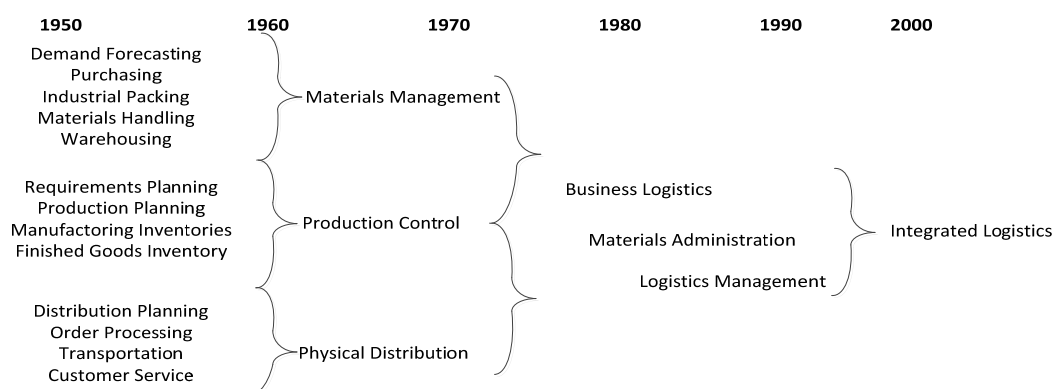 1950 1960 1970 1980 1990 2000
Demand Forecasting
Purchasing
Industrial Packing
Materials Handling
Warehousing
Materials Management
Requirements Planning
Production Planning
Manufactoring Inventories
Finished Goods Inventory
Production Control
Distribution Planning
Order Processing
Transportation
Customer Service
Physical Distribution
Business Logistics
Materials Administration
Logistics Management
Integrated Logistics